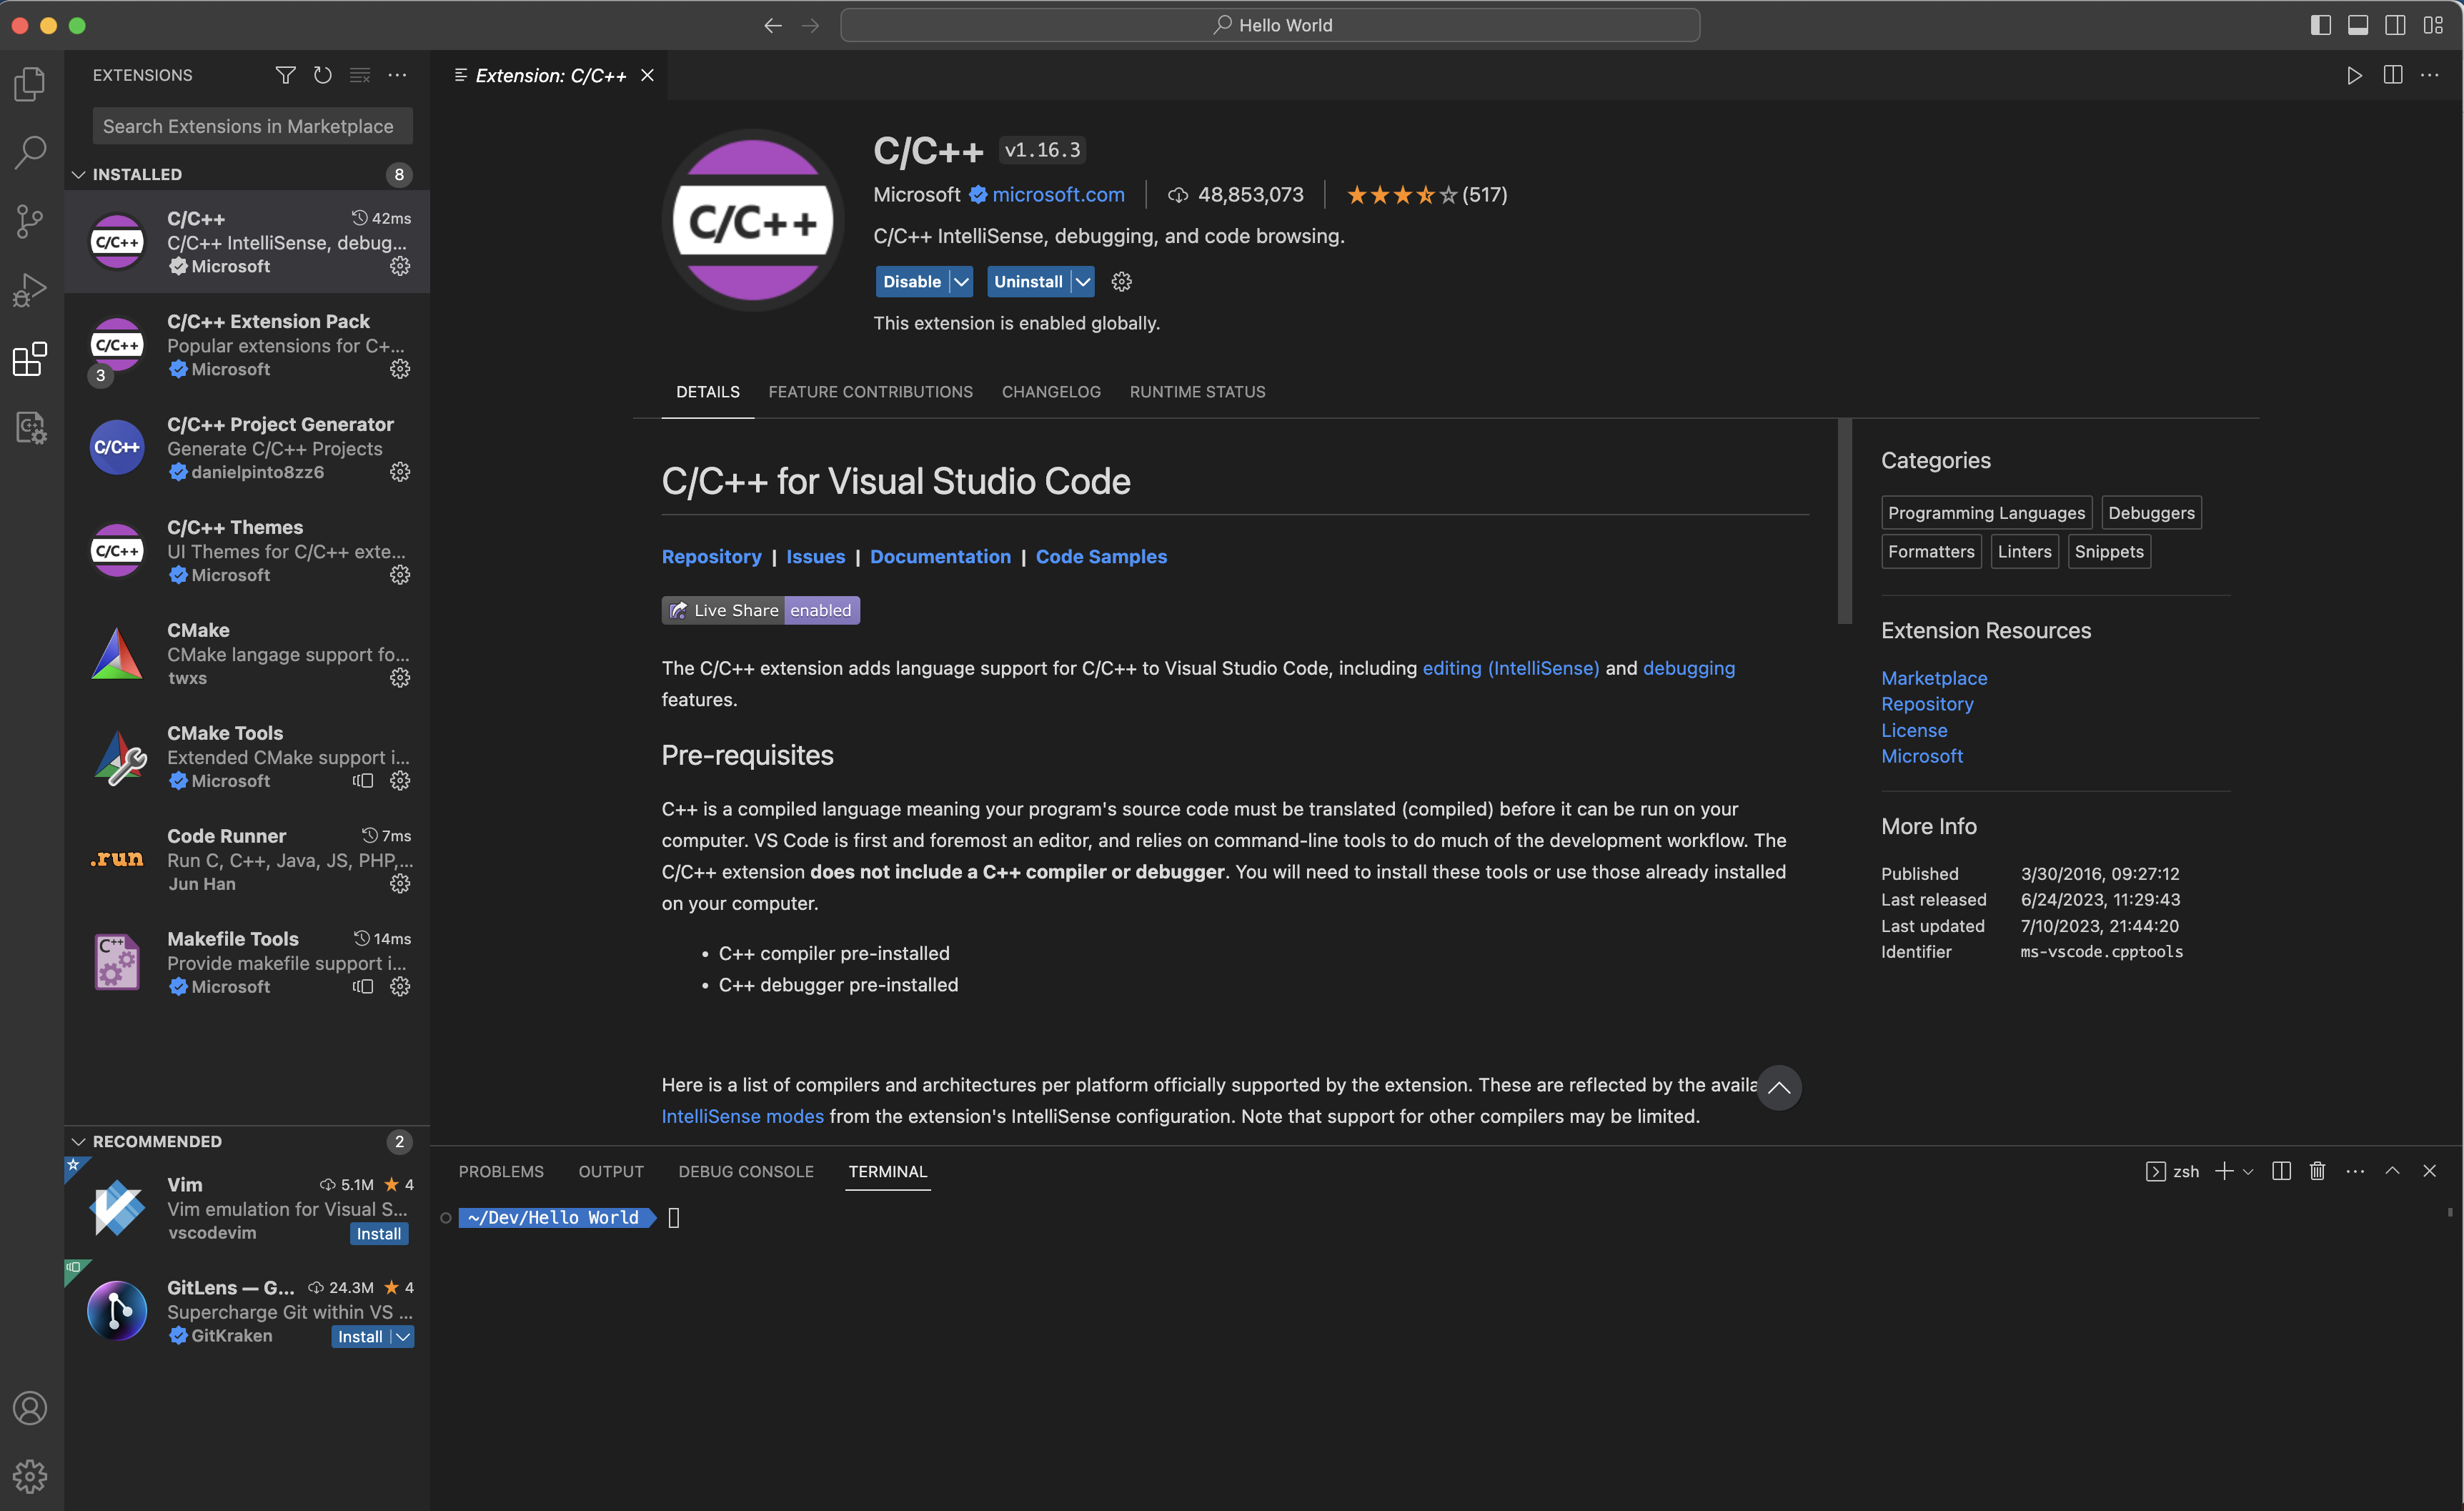 Hello World
EXTENSIONS
Search Extensions in Marketplace
INSTALLED 8
C/C++ 42ms
C/C++ IntelliSense, debug...
Microsoft
C/C++
C/C++ Extension Pack
Popular extensions for C+...
Microsoft
C/C++
3
C/C++ Project Generator
Generate C/C++ Projects
danielpinto8zz6
C/C++
C/C++ Themes
UI Themes for C/C++ exte...
Microsoft
C/C++
CMake
CMake langage support fo...
twxs
CMake Tools
Extended CMake support i...
Microsoft
Code Runner 7ms
Run C, C++, Java, JS, PHP,...
Jun Han
.run
Makefile Tools 14ms
Provide makefile support i...
Microsoft
C++
RECOMMENDED 2
Vim 5.1M 4
Vim emulation for Visual S...
vscodevim Install
GitLens — G... 24.3M 4
Supercharge Git within VS ...
GitKraken Install
Extension: C/C++
C/C++
C/C++ v1.16.3
Microsoft microsoft.com 48,853,073 (517)
C/C++ IntelliSense, debugging, and code browsing.
Disable Uninstall
This extension is enabled globally.
DETAILS FEATURE CONTRIBUTIONS CHANGELOG RUNTIME STATUS
C/C++ for Visual Studio Code
Repository | Issues | Documentation | Code Samples
Live Share enabled
The C/C++ extension adds language support for C/C++ to Visual Studio Code, including editing (IntelliSense) and debugging
features.
Pre-requisites
C++ is a compiled language meaning your program's source code must be translated (compiled) before it can be run on your
computer. VS Code is first and foremost an editor, and relies on command-line tools to do much of the development workflow. The
C/C++ extension does not include a C++ compiler or debugger. You will need to install these tools or use those already installed
on your computer.
• C++ compiler pre-installed
• C++ debugger pre-installed
Here is a list of compilers and architectures per platform officially supported by the extension. These are reflected by the availa
IntelliSense modes from the extension's IntelliSense configuration. Note that support for other compilers may be limited.
Categories
Programming Languages Debuggers
Formatters Linters Snippets
Extension Resources
Marketplace
Repository
License
Microsoft
More Info
Published 3/30/2016, 09:27:12
Last released 6/24/2023, 11:29:43
Last updated 7/10/2023, 21:44:20
Identifier ms-vscode.cpptools
PROBLEMS OUTPUT DEBUG CONSOLE TERMINAL
zsh
~/Dev/Hello World